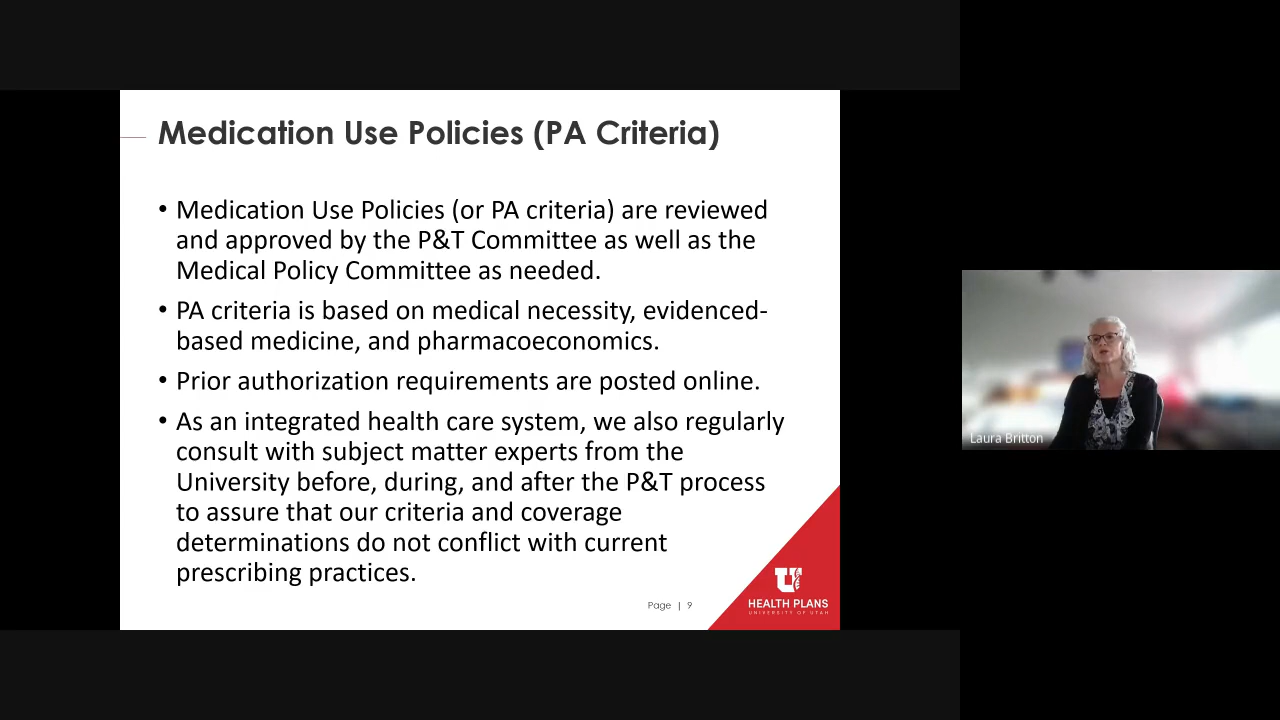 Medication Use Policies (PA Criteria)
• Medication Use Policies (or PA criteria) are reviewed
and approved by the P&T Committee as well as the
Medical Policy Committee as needed.
• PA criteria is based on medical necessity, evidenced-
based medicine, and pharmacoeconomics.
• Prior authorization requirements are posted online.
• As an integrated health care system, we also regularly
consult with subject matter experts from the
University before, during, and after the P&T process
to assure that our criteria and coverage
determinations do not conflict with current
prescribing practices.
Page | 9
U
HEALTH PLANS
UNIVERSITY OF UTAH
Laura Britton